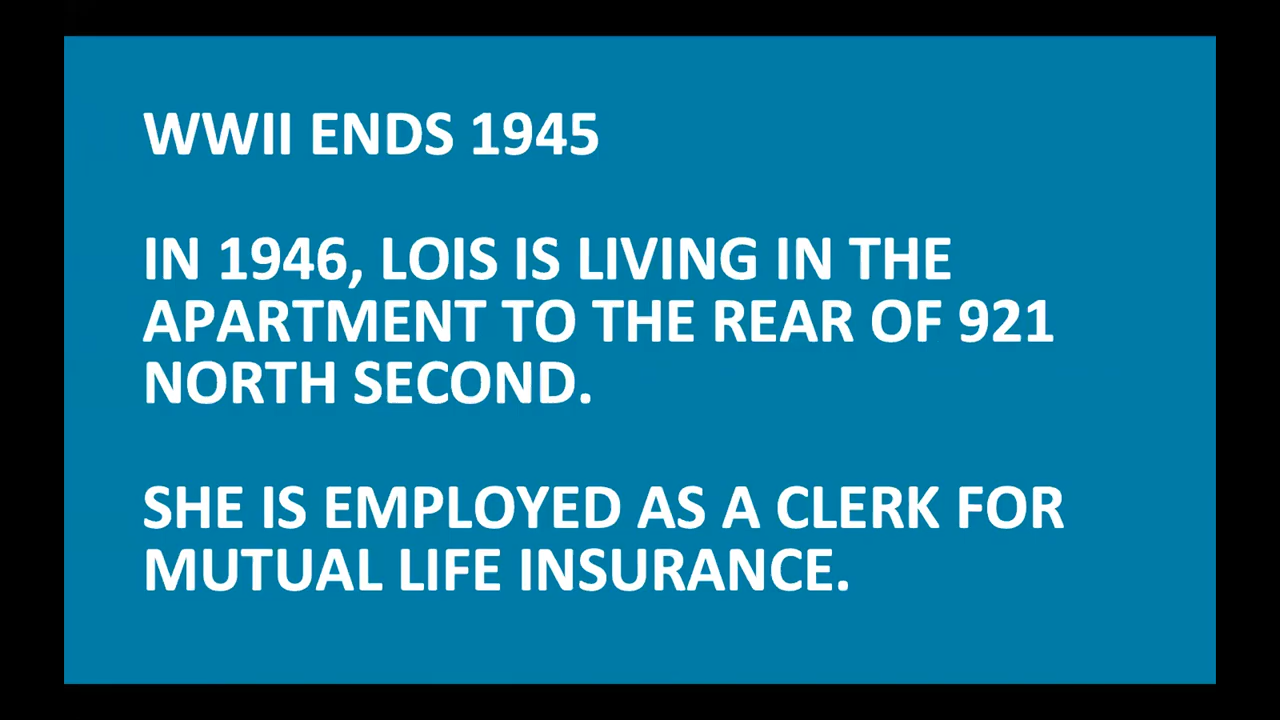 WWII ENDS 1945
IN 1946, LOIS IS LIVING IN THE
APARTMENT TO THE REAR OF 921
NORTH SECOND.
SHE IS EMPLOYED AS A CLERK FOR
MUTUAL LIFE INSURANCE.